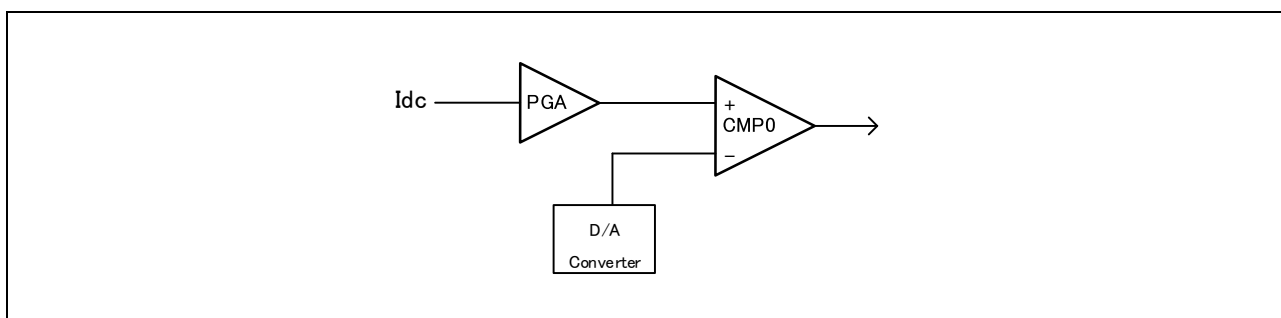 Idc
PGA
+
CMP0
−
D/A
Converter